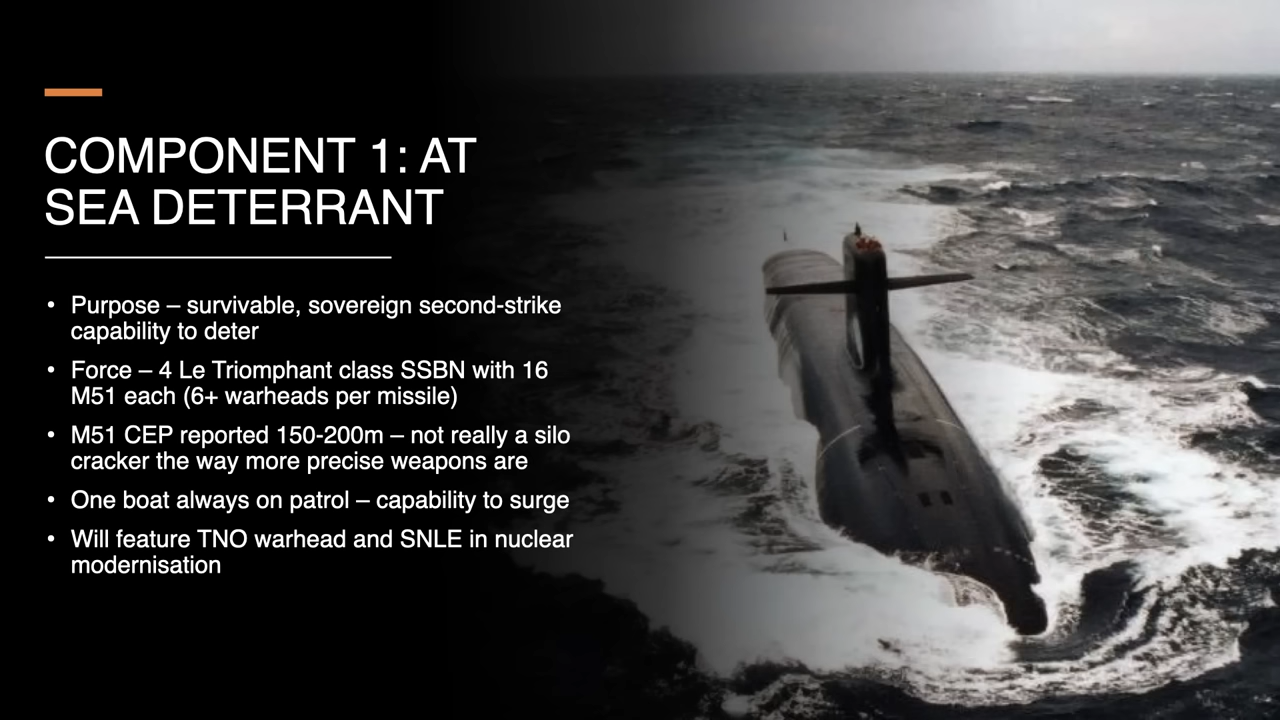 COMPONENT 1: AT
SEA DETERRANT
• Purpose – survivable, sovereign second-strike
capability to deter
• Force – 4 Le Triomphant class SSBN with 16
M51 each (6+ warheads per missile)
• M51 CEP reported 150-200m – not really a silo
cracker the way more precise weapons are
• One boat always on patrol – capability to surge
• Will feature TNO warhead and SNLE in nuclear
modernisation